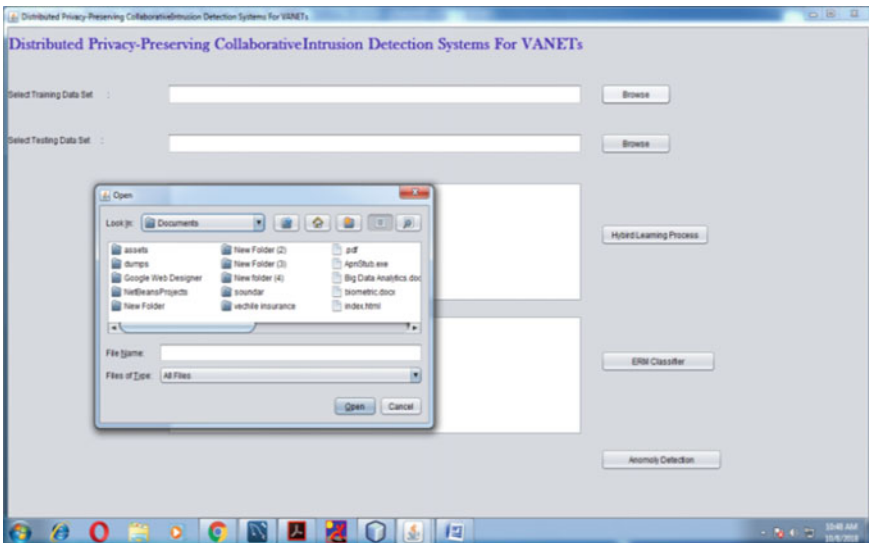 Distributed Privacy-Preserving CollaborativeIntrusion Detection Systems For VANETs
Distributed Privacy-Preserving CollaborativeIntrusion Detection Systems For VANETs
Select Training Data Set :
Browse
Select Testing Data Set :
Browse
Open
Look In: Documents
assets New Folder (2) .pdf
dumps New Folder (3) ApnStub.exe
Google Web Designer New folder (4) Big Data Analytics.doc
NetBeansProjects soundar biometric.docx
New Folder vechile insurance index.html
File Name:
Files of Type: All Files
Open Cancel
Hybird Learning Process
ERM Classifier
Anomoly Detection
10:48 AM
10/6/2018